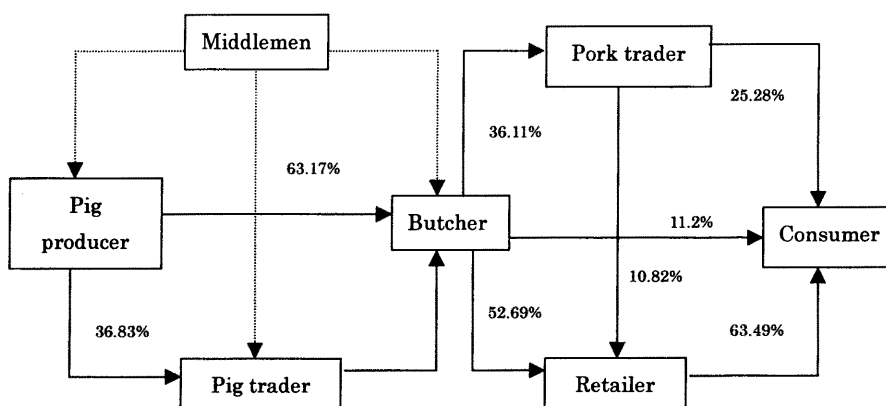 Middlemen
Pork trader
25.28%
36.11%
63.17%
Pig
producer
Butcher
11.2%
Consumer
10.82%
52.69%
36.83%
63.49%
Pig trader
Retailer